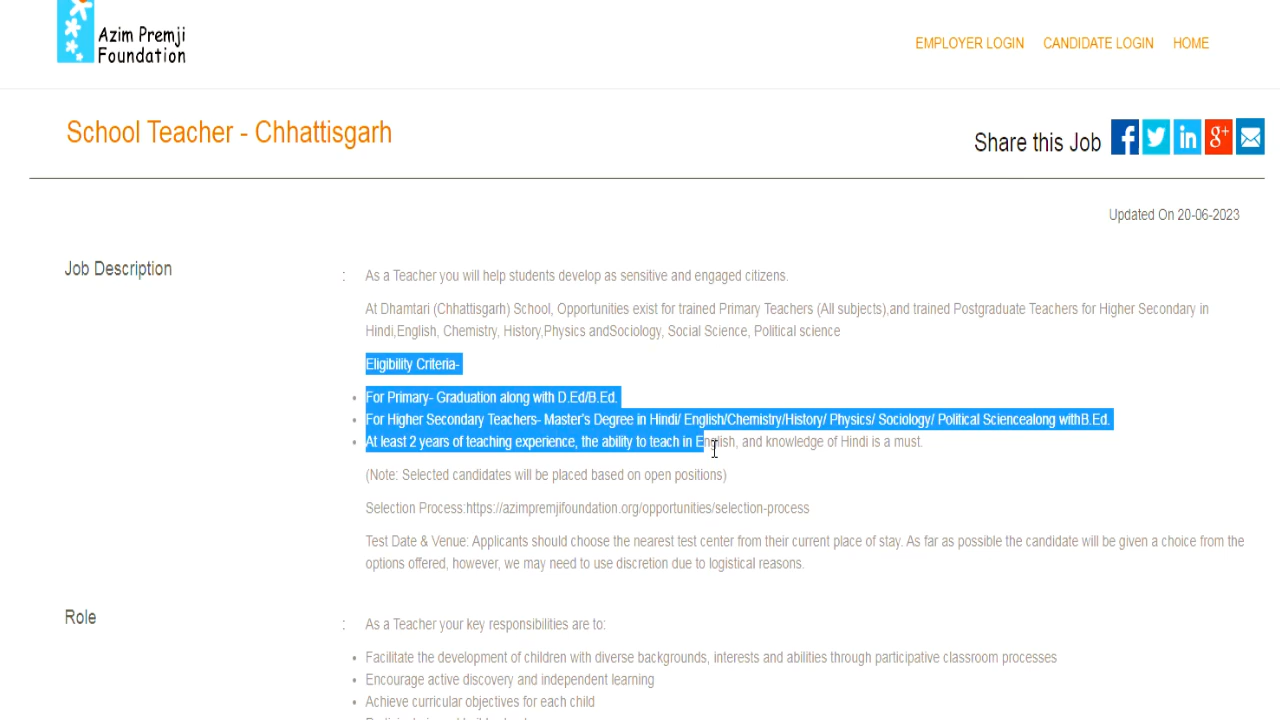 Azim Premji
Foundation
EMPLOYER LOGIN CANDIDATE LOGIN HOME
School Teacher - Chhattisgarh
Share this Job
Updated On 20-06-2023
Job Description
: As a Teacher you will help students develop as sensitive and engaged citizens.
At Dhamtari (Chhattisgarh) School, Opportunities exist for trained Primary Teachers (All subjects),and trained Postgraduate Teachers for Higher Secondary in
Hindi,English, Chemistry, History,Physics andSociology, Social Science, Political science
Eligibility Criteria-
• For Primary- Graduation along with D.Ed/B.Ed.
• For Higher Secondary Teachers- Master's Degree in Hindi/ English/Chemistry/History/ Physics/ Sociology/ Political Sciencealong withB.Ed.
• At least 2 years of teaching experience, the ability to teach in English, and knowledge of Hindi is a must.
(Note: Selected candidates will be placed based on open positions)
Selection Process:https://azimpremjifoundation.org/opportunities/selection-process
Test Date & Venue: Applicants should choose the nearest test center from their current place of stay. As far as possible the candidate will be given a choice from the
options offered, however, we may need to use discretion due to logistical reasons.
Role
: As a Teacher your key responsibilities are to:
• Facilitate the development of children with diverse backgrounds, interests and abilities through participative classroom processes
• Encourage active discovery and independent learning
• Achieve curricular objectives for each child